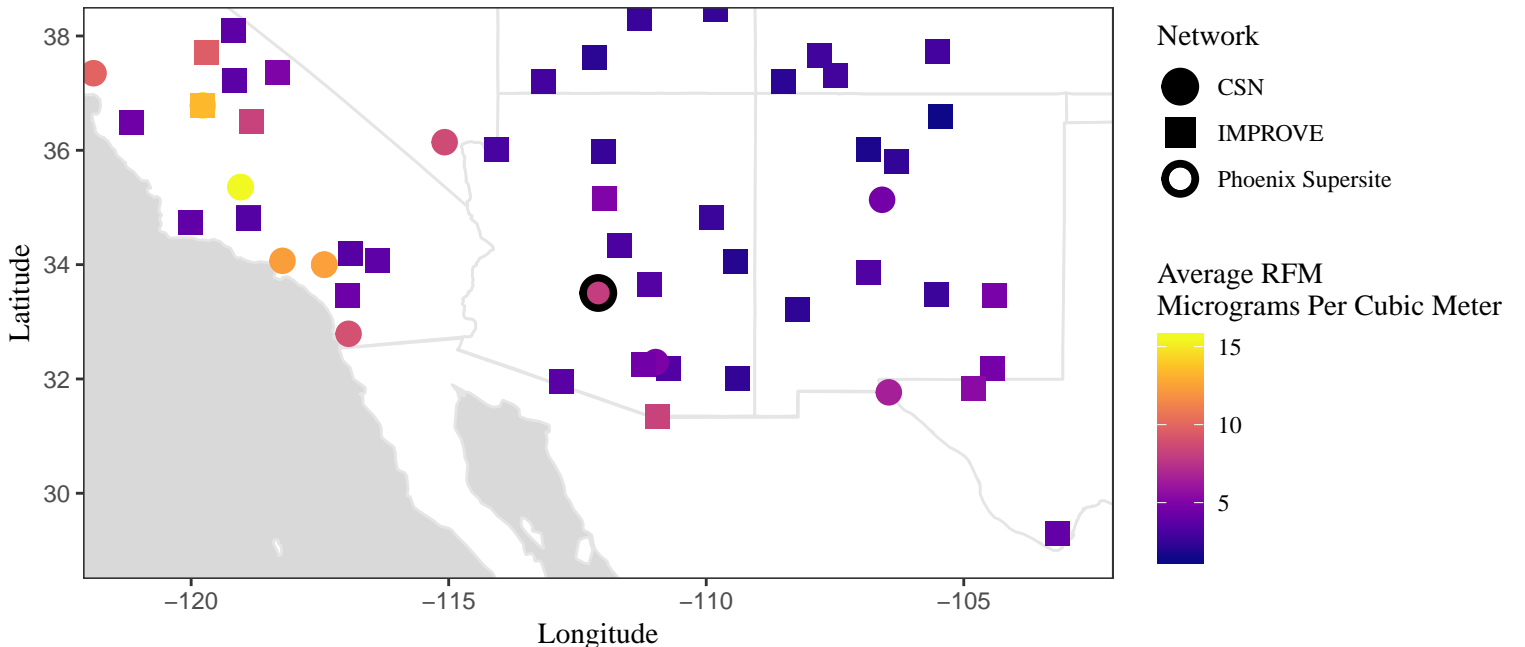 38
36
34
32
30
−120
−115
−110
−105
Longitude
Latitude
Network
CSN
IMPROVE
Phoenix Supersite
Average RFM
Micrograms Per Cubic Meter
15
10
5